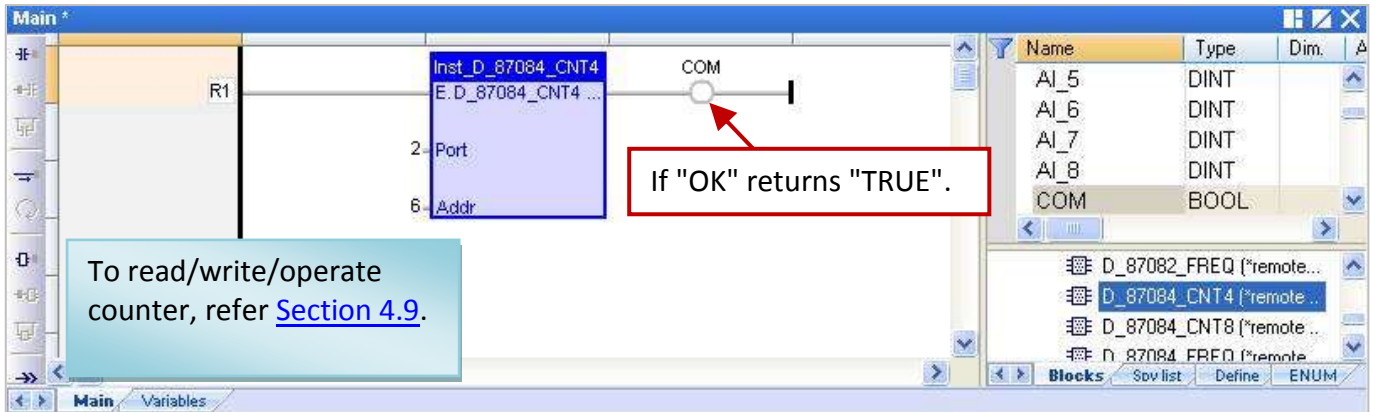 Main *
Name Type Dim. A
AI_5 DINT
AI_6 DINT
AI_7 DINT
AI_8 DINT
COM BOOL
R1
Inst_D_87084_CNT4
E.D_87084_CNT4 ...
COM
2 Port
6 Addr
If "OK" returns "TRUE".
To read/write/operate
counter, refer Section 4.9.
D_87082_FREQ (*remote...
D_87084_CNT4 (*remote ..
D_87084_CNT8 (*remote ..
D_87084_FREQ (*remote
Blocks Spy list Define ENUM
Main Variables